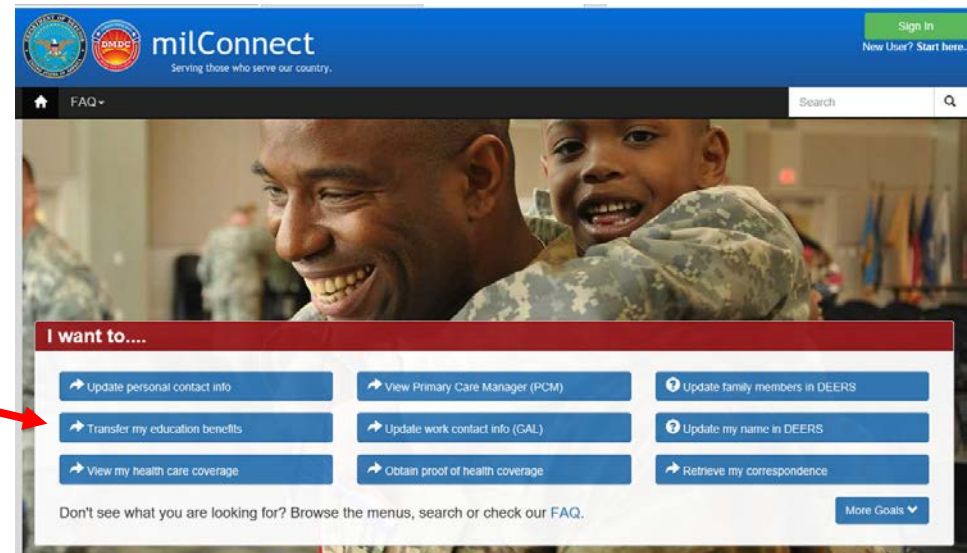 Sign In
milConnect
New User? Start here.
DMDC
Serving those who serve our country.
FAQ
Search
I want to....
Update personal contact info
View Primary Care Manager (PCM)
Update family members in DEERS
Transfer my education benefits
Update work contact info (GAL)
Update my name in DEERS
View my health care coverage
Obtain proof of health coverage
Retrieve my correspondence
Don't see what you are looking for? Browse the menus, search or check our FAQ.
More Goals